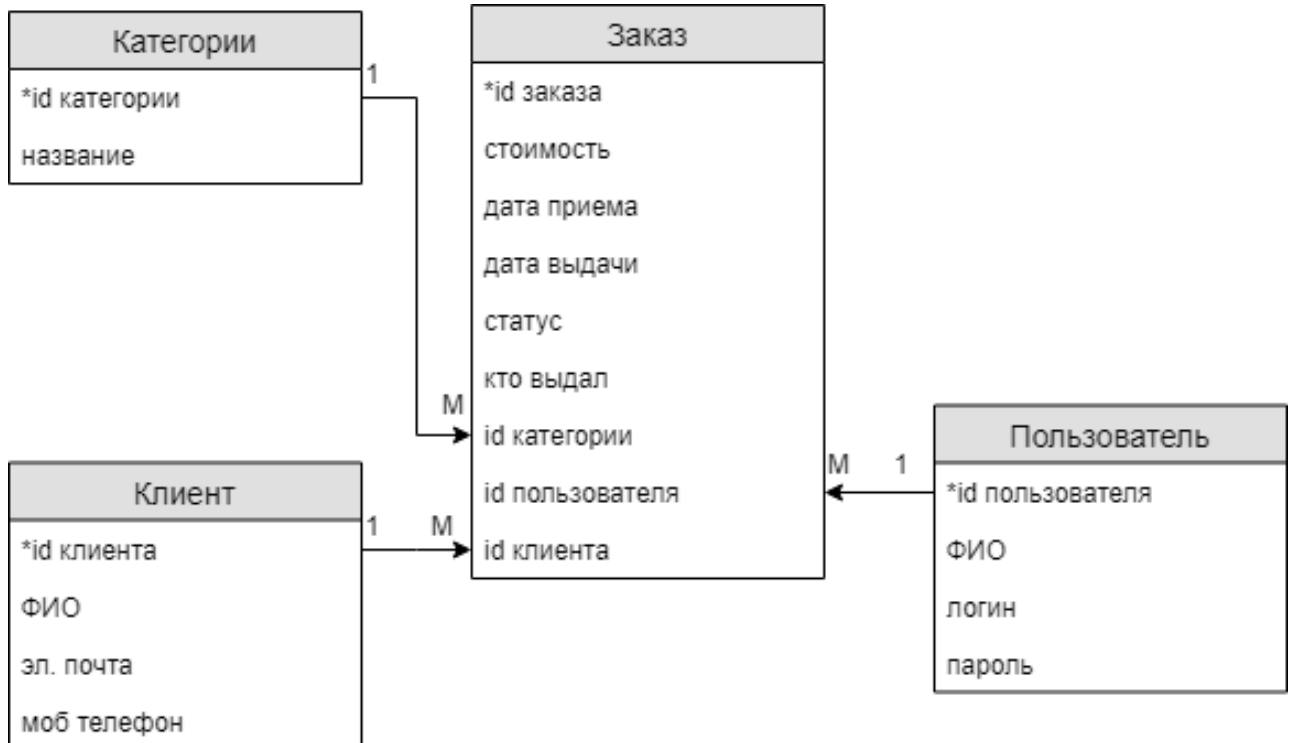 Категории
*id категории
название
1
Заказ
*id заказа
стоимость
дата приема
дата выдачи
статус
кто выдал
id категории
id пользователя
id клиента
M
Клиент
*id клиента
ФИО
эл. почта
моб телефон
1
M
Пользователь
*id пользователя
ФИО
логин
пароль
M
1